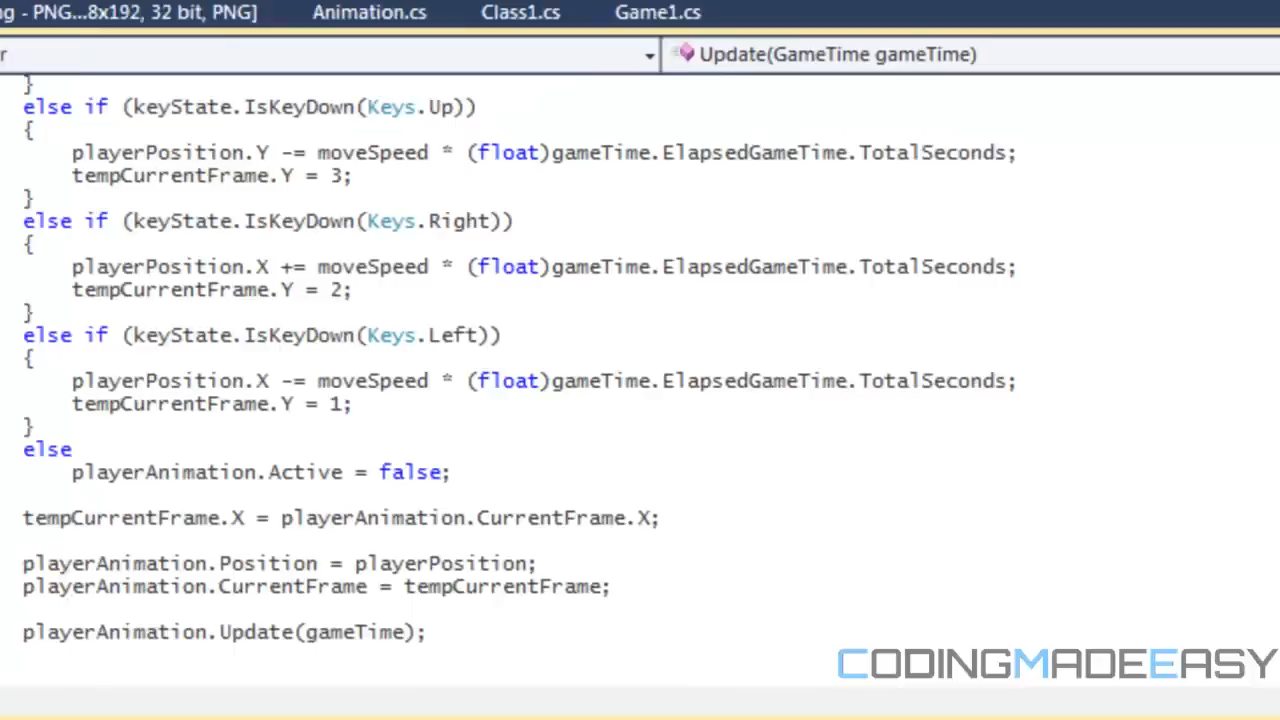 ng - PNG...8x192, 32 bit, PNG] Animation.cs Class1.cs Game1.cs
r Update(GameTime gameTime)
}
else if (keyState.IsKeyDown(Keys.Up))
{
playerPosition.Y -= moveSpeed * (float)gameTime.ElapsedGameTime.TotalSeconds;
tempCurrentFrame.Y = 3;
}
else if (keyState.IsKeyDown(Keys.Right))
{
playerPosition.X += moveSpeed * (float)gameTime.ElapsedGameTime.TotalSeconds;
tempCurrentFrame.Y = 2;
}
else if (keyState.IsKeyDown(Keys.Left))
{
playerPosition.X -= moveSpeed * (float)gameTime.ElapsedGameTime.TotalSeconds;
tempCurrentFrame.Y = 1;
}
else
playerAnimation.Active = false;
tempCurrentFrame.X = playerAnimation.CurrentFrame.X;
playerAnimation.Position = playerPosition;
playerAnimation.CurrentFrame = tempCurrentFrame;
playerAnimation.Update(gameTime);
CODINGMADEEASY